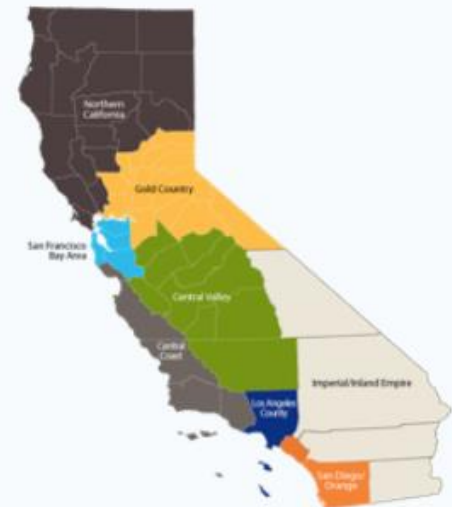 Northern
California
Gold Country
San Francisco
Bay Area
Central Valley
Central
Coast
Imperial/Inland Empire
Los Angeles
County
San Diego/
Orange